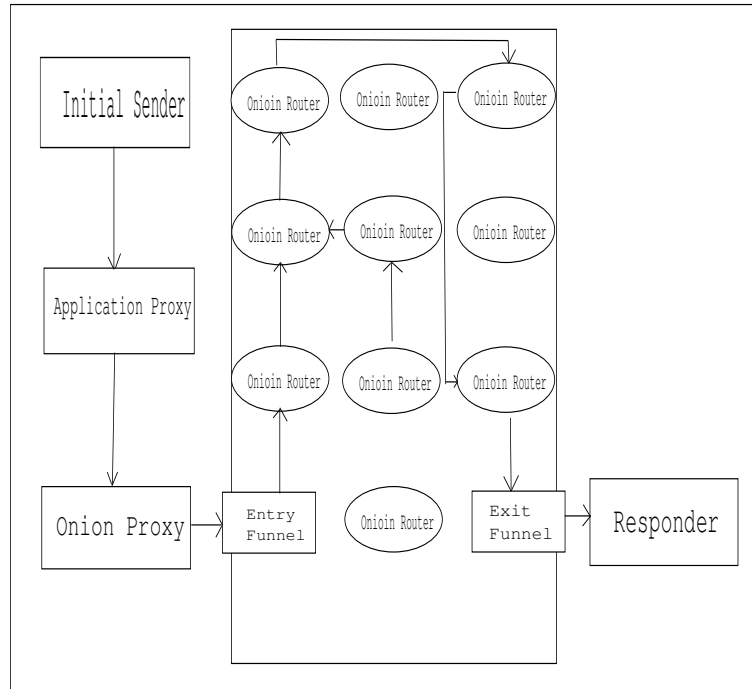 Initial Sender
Onioin Router
Onioin Router
Onioin Router
Onioin Router
Onioin Router
Onioin Router
Application Proxy
Onioin Router
Onioin Router
Onioin Router
Onion Proxy
Entry
Funnel
Onioin Router
Exit
Funnel
Responder